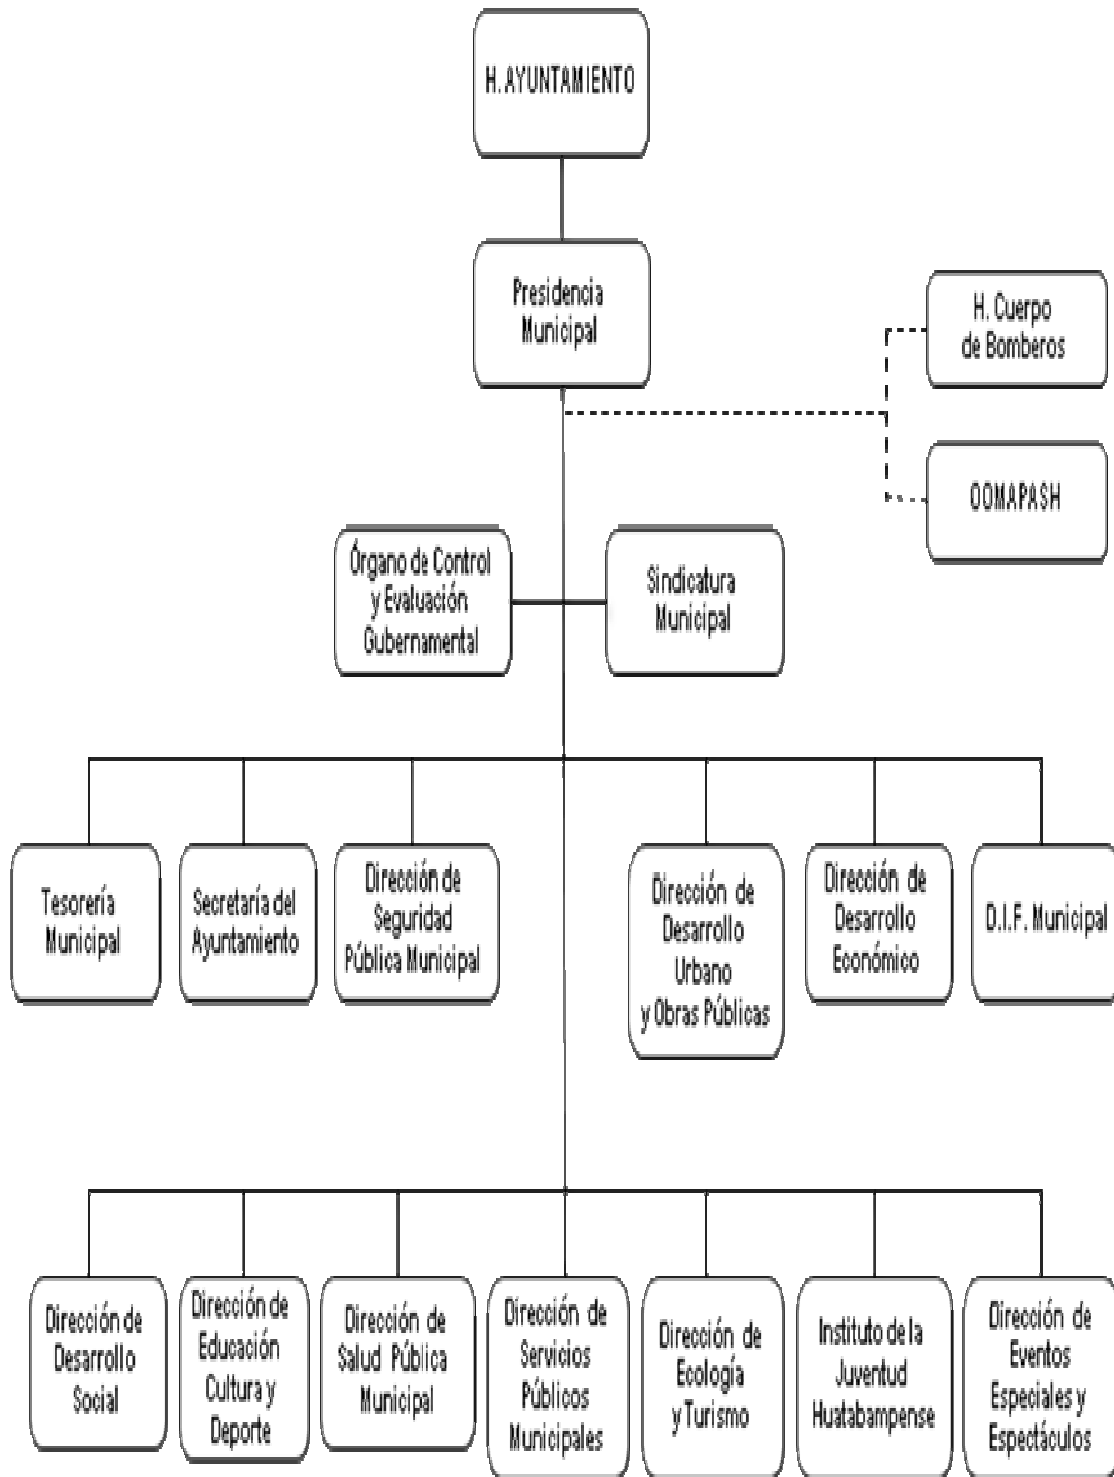 H. AYUNTAMIENTO
Presidencia
Municipal
H. Cuerpo
de Bomberos
OOMAPASH
Órgano de Control
y Evaluación
Gubernamental
Sindicatura
Municipal
Tesorería
Municipal
Secretaría del
Ayuntamiento
Dirección de
Seguridad
Pública Municipal
Dirección de
Desarrollo
Urbano
y Obras Públicas
Dirección de
Desarrollo
Económico
D.I.F. Municipal
Dirección de
Desarrollo
Social
Dirección de
Educación
Cultura y
Deporte
Dirección de
Salud Pública
Municipal
Dirección de
Servicios
Públicos
Municipales
Dirección de
Ecología
y Turismo
Instituto de la
Juventud
Huatabampense
Dirección de
Eventos
Especiales y
Espectáculos